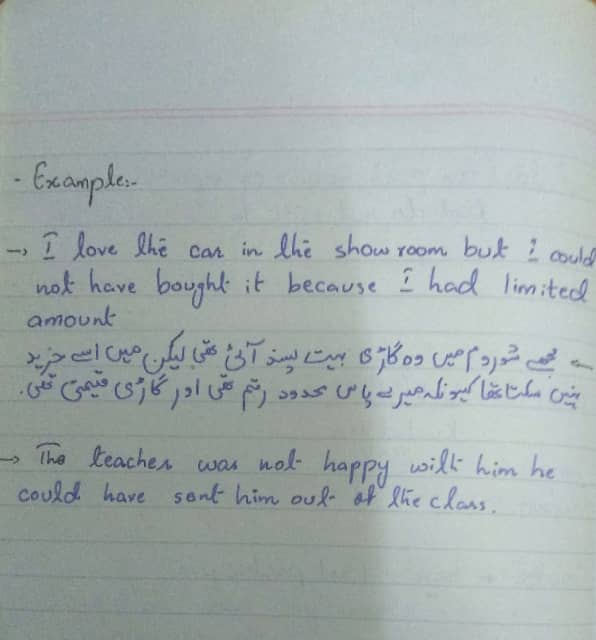 - Example:-
→ I love the car in the show room but I could
not have bought it because I had limited
amount
← مجھے شوروم میں وہ گاڑی بہت پسند آئی تھی لیکن میں اسے خرید
نہیں سکتا تھا کیونکہ میرے پاس محدود رقم تھی اور گاڑی قیمتی تھی.
→ The teacher was not happy with him he
could have sent him out of the class.